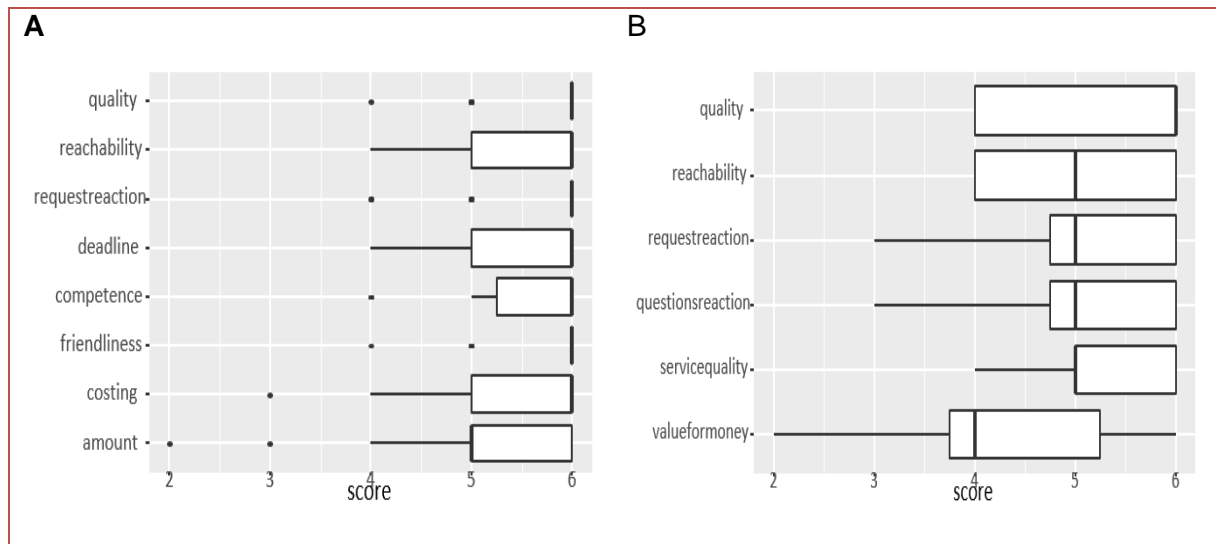 A
quality
reachability
requestreaction
deadline
competence
friendliness
costing
amount
2 3 4 5 6
score
B
quality
reachability
requestreaction
questionsreaction
servicequality
valueformoney
2 3 4 5 6
score